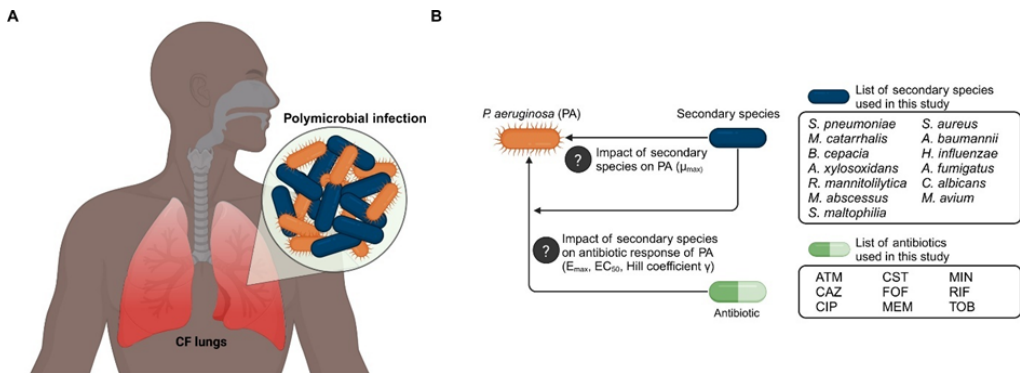 A
Polymicrobial infection
CF lungs
B
P. aeruginosa (PA)
Secondary species
?
Impact of secondary
species on PA (μmax)
?
Impact of secondary species
on antibiotic response of PA
(Emax, EC50, Hill coefficient γ)
Antibiotic
List of secondary species
used in this study
S. pneumoniae S. aureus
M. catarrhalis A. baumannii
B. cepacia H. influenzae
A. xylosoxidans A. fumigatus
R. mannitolilytica C. albicans
M. abscessus M. avium
S. maltophilia
List of antibiotics
used in this study
ATM CST MIN
CAZ FOF RIF
CIP MEM TOB